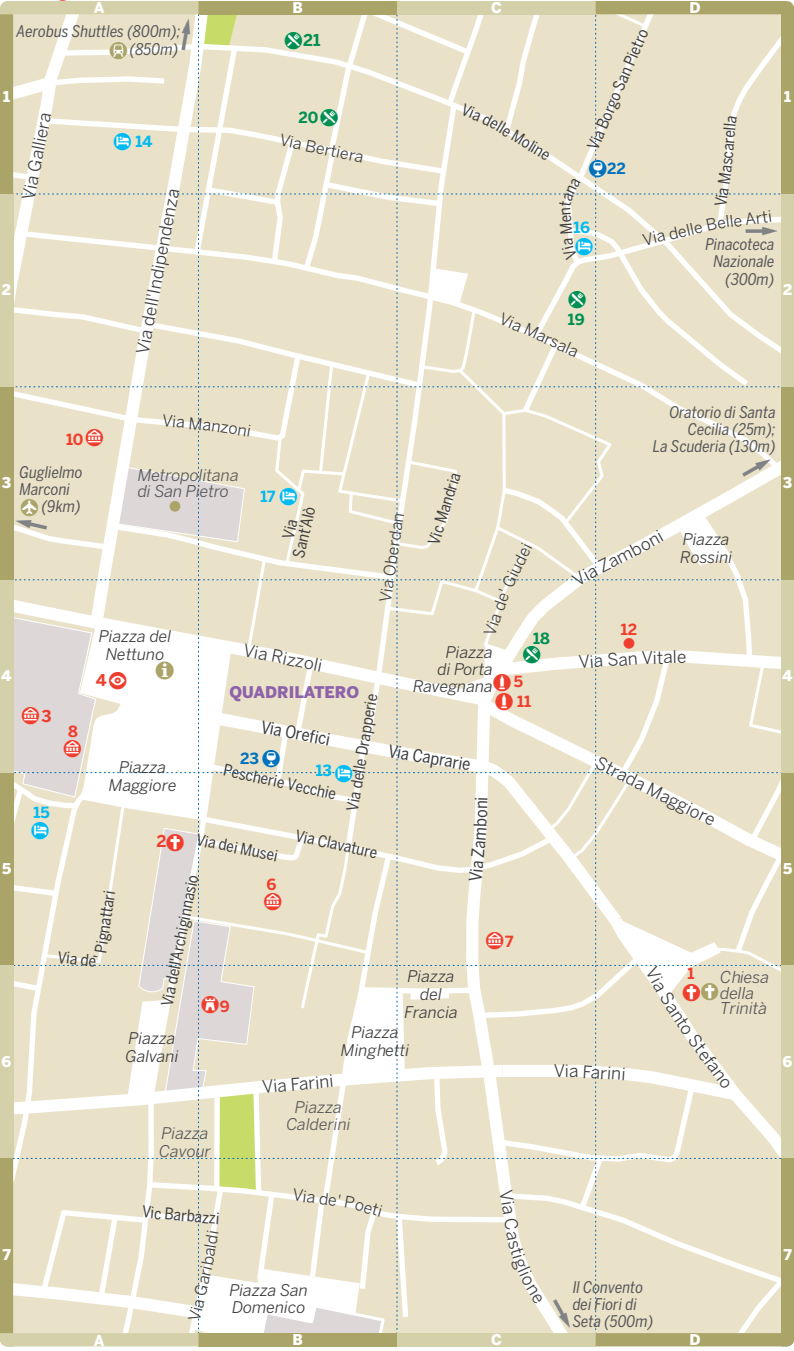 A
B
C
D
Aerobus Shuttles (800m);
(850m)
21
20
1
1
14
22
Via Galliera
Via Bertiera
Via delle Moline
Via Borgo San Pietro
Via Mascarella
Via Mentana
16
Via delle Belle Arti
Pinacoteca
Nazionale
(300m)
Via dell'Indipendenza
2
2
19
Via Marsala
Via Manzoni
10
Oratorio di Santa
Cecilia (25m);
La Scuderia (130m)
Guglielmo
Marconi
(9km)
Metropolitana
di San Pietro
17
3
3
Via
Sant'Alò
Via Oberdan
Vic Mandria
Via de' Giudei
Via Zamboni
Piazza
Rossini
Piazza del
Nettuno
i
4
Via Rizzoli
QUADRILATERO
Piazza
di Porta
Ravegnana
18
12
Via San Vitale
5
11
4
4
3
8
Via Orefici
Via delle Drapperie
Via Caprarie
23
13
Pescherie Vecchie
Piazza
Maggiore
Strada Maggiore
15
2
Via dei Musei
Via Clavature
Via Zamboni
5
5
6
7
Via de' Pignattari
Via dell'Archiginnasio
Piazza
del
Francia
1
Chiesa
della
Trinità
9
Piazza
Galvani
Piazza
Minghetti
Via Santo Stefano
6
6
Via Farini
Via Farini
Piazza
Calderini
Piazza
Cavour
Vic Barbazzi
Via de' Poeti
Via Garibaldi
Via Castiglione
7
7
Piazza San
Domenico
Il Convento
dei Fiori di
Seta (500m)
A
B
C
D